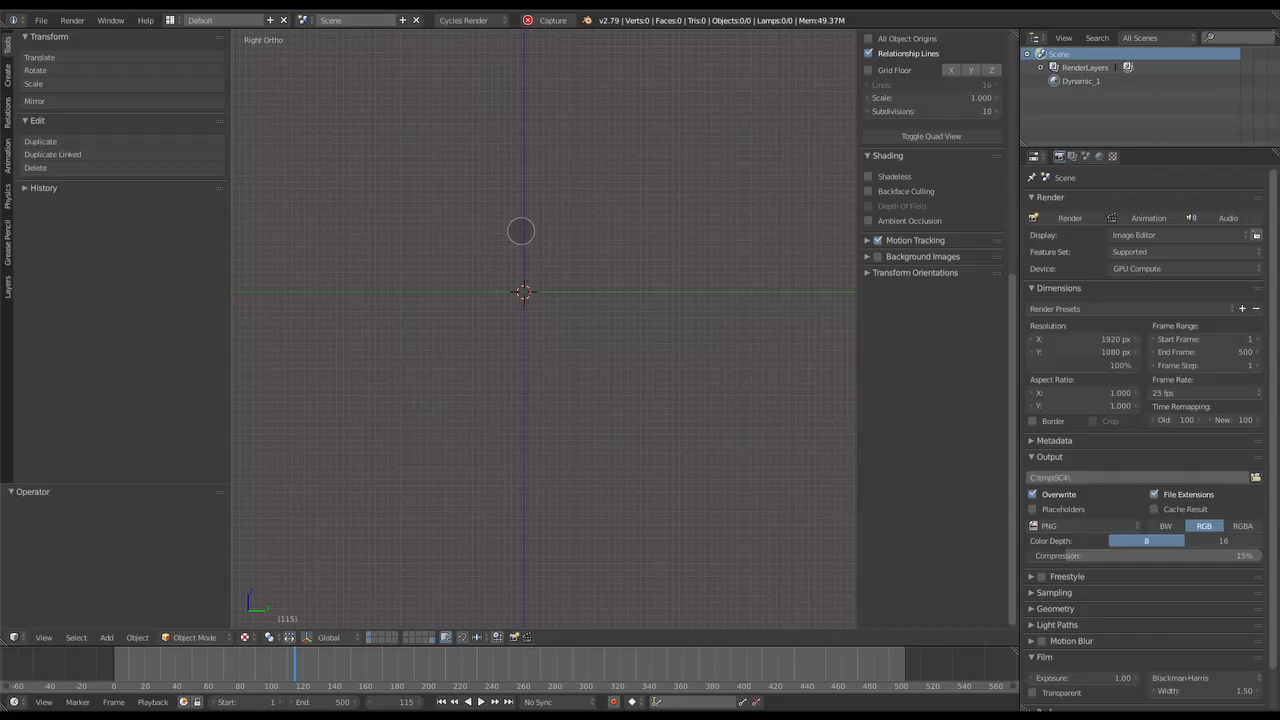 File Render Window Help Default Scene Cycles Render Capture v2.79 | Verts:0 | Faces:0 | Tris:0 | Objects:0/0 | Lamps:0/0 | Mem:49.37M
Tools
Create
Relations
Animation
Physics
Grease Pencil
Layers
Transform
Translate
Rotate
Scale
Mirror
Edit
Duplicate
Duplicate Linked
Delete
History
Operator
Right Ortho
(115)
z
y
View Select Add Object Object Mode Global
All Object Origins
Relationship Lines
Grid Floor X Y Z
Lines: 16
Scale: 1.000
Subdivisions: 10
Toggle Quad View
Shading
Shadeless
Backface Culling
Depth Of Field
Ambient Occlusion
Motion Tracking
Background Images
Transform Orientations
View Search All Scenes
Scene
RenderLayers |
Dynamic_1
Scene
Render
Render Animation Audio
Display: Image Editor
Feature Set: Supported
Device: GPU Compute
Dimensions
Render Presets
Resolution: Frame Range:
X: 1920 px Start Frame: 1
Y: 1080 px End Frame: 500
100% Frame Step: 1
Aspect Ratio: Frame Rate:
X: 1.000 25 fps
Y: 1.000 Time Remapping:
Border Crop Old: 100 New: 100
Metadata
Output
C:\tmp\SC4\
Overwrite File Extensions
Placeholders Cache Result
PNG BW RGB RGBA
Color Depth: 8 16
Compression: 15%
Freestyle
Sampling
Geometry
Light Paths
Motion Blur
Film
Exposure: 1.00 Blackman-Harris
Transparent Width: 1.50
-60 -40 -20 0 20 40 60 80 100 120 140 160 180 200 220 240 260 280 300 320 340 360 380 400 420 440 460 480 500 520 540 560
View Marker Frame Playback Start: 1 End: 500 115 No Sync